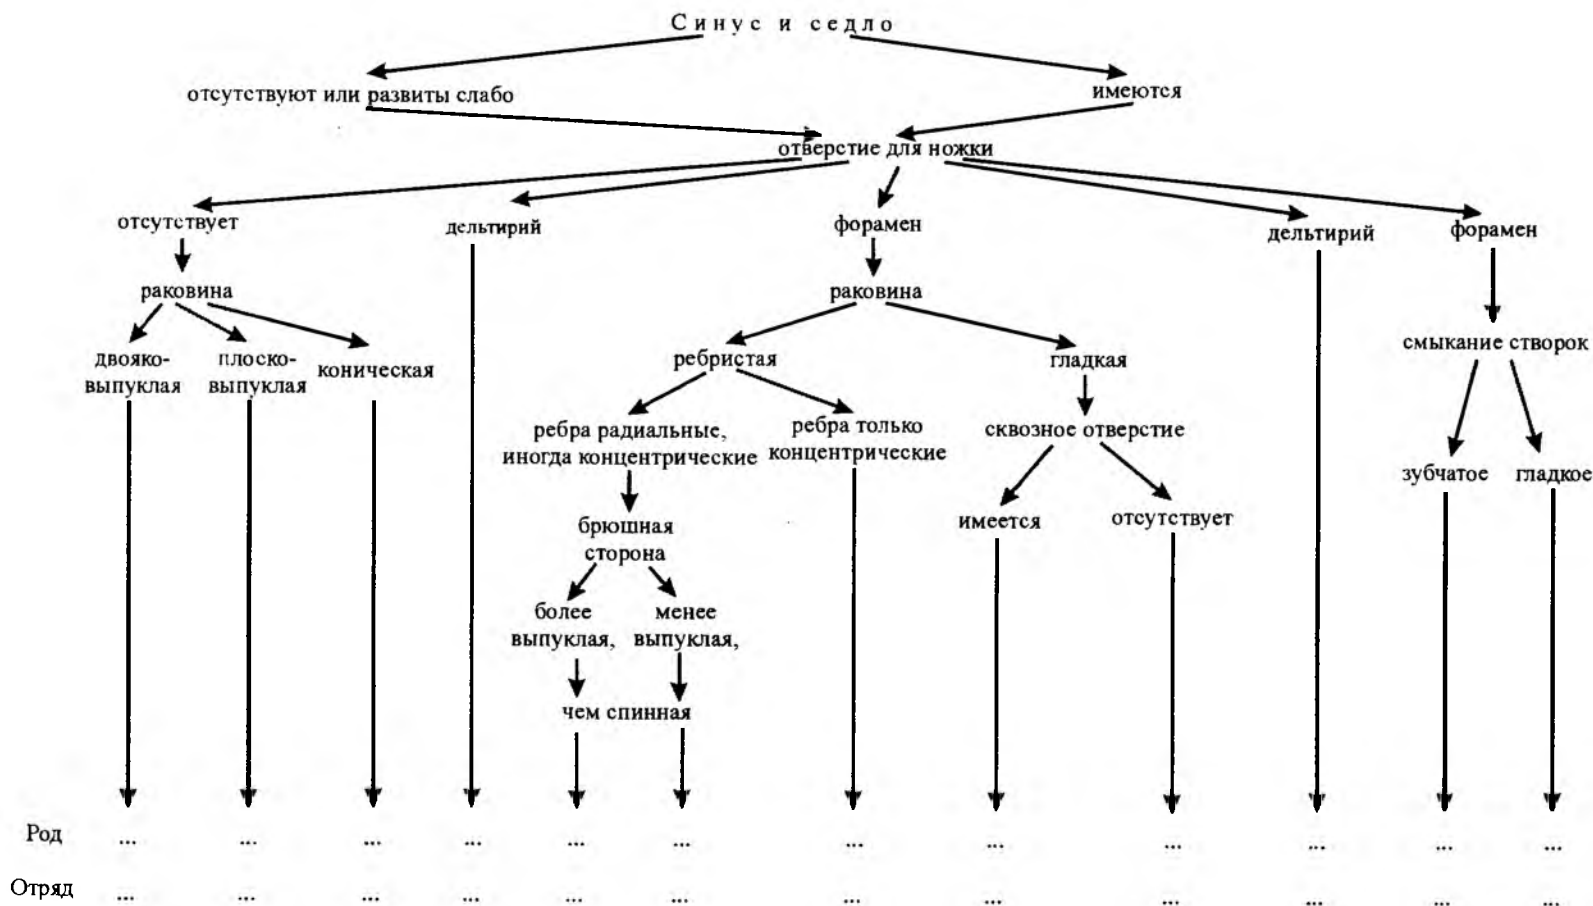 Синус и седло
отсутствуют или развиты слабо
имеются
отверстие для ножки
отсутствует
дельтирий
форамен
дельтирий
форамен
раковина
раковина
двояко-
выпуклая
плоско-
выпуклая
коническая
ребристая
гладкая
смыкание створок
ребра радиальные,
иногда концентрические
ребра только
концентрические
сквозное отверстие
зубчатое
гладкое
брюшная
сторона
имеется
отсутствует
более
выпуклая,
менее
выпуклая,
чем спинная
Род ... ... ... ... ... ... ... ... ... ... ... ...
Отряд ... ... ... ... ... ... ... ... ... ... ... ...